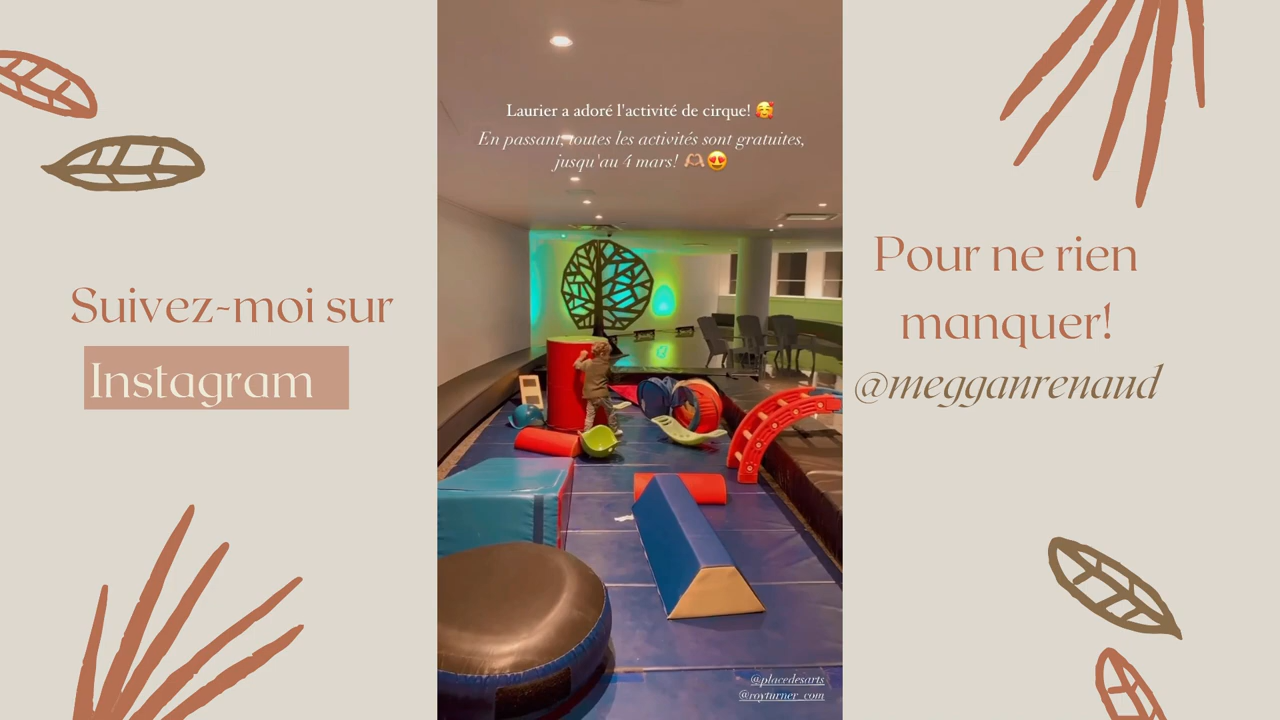 Suivez-moi sur
Instagram
Laurier a adoré l'activité de cirque! 🥰
En passant, toutes les activités sont gratuites,
jusqu'au 4 mars! 🫶🏽😍
@placedesarts
@royturner_com
Pour ne rien
manquer!
@megganrenaud